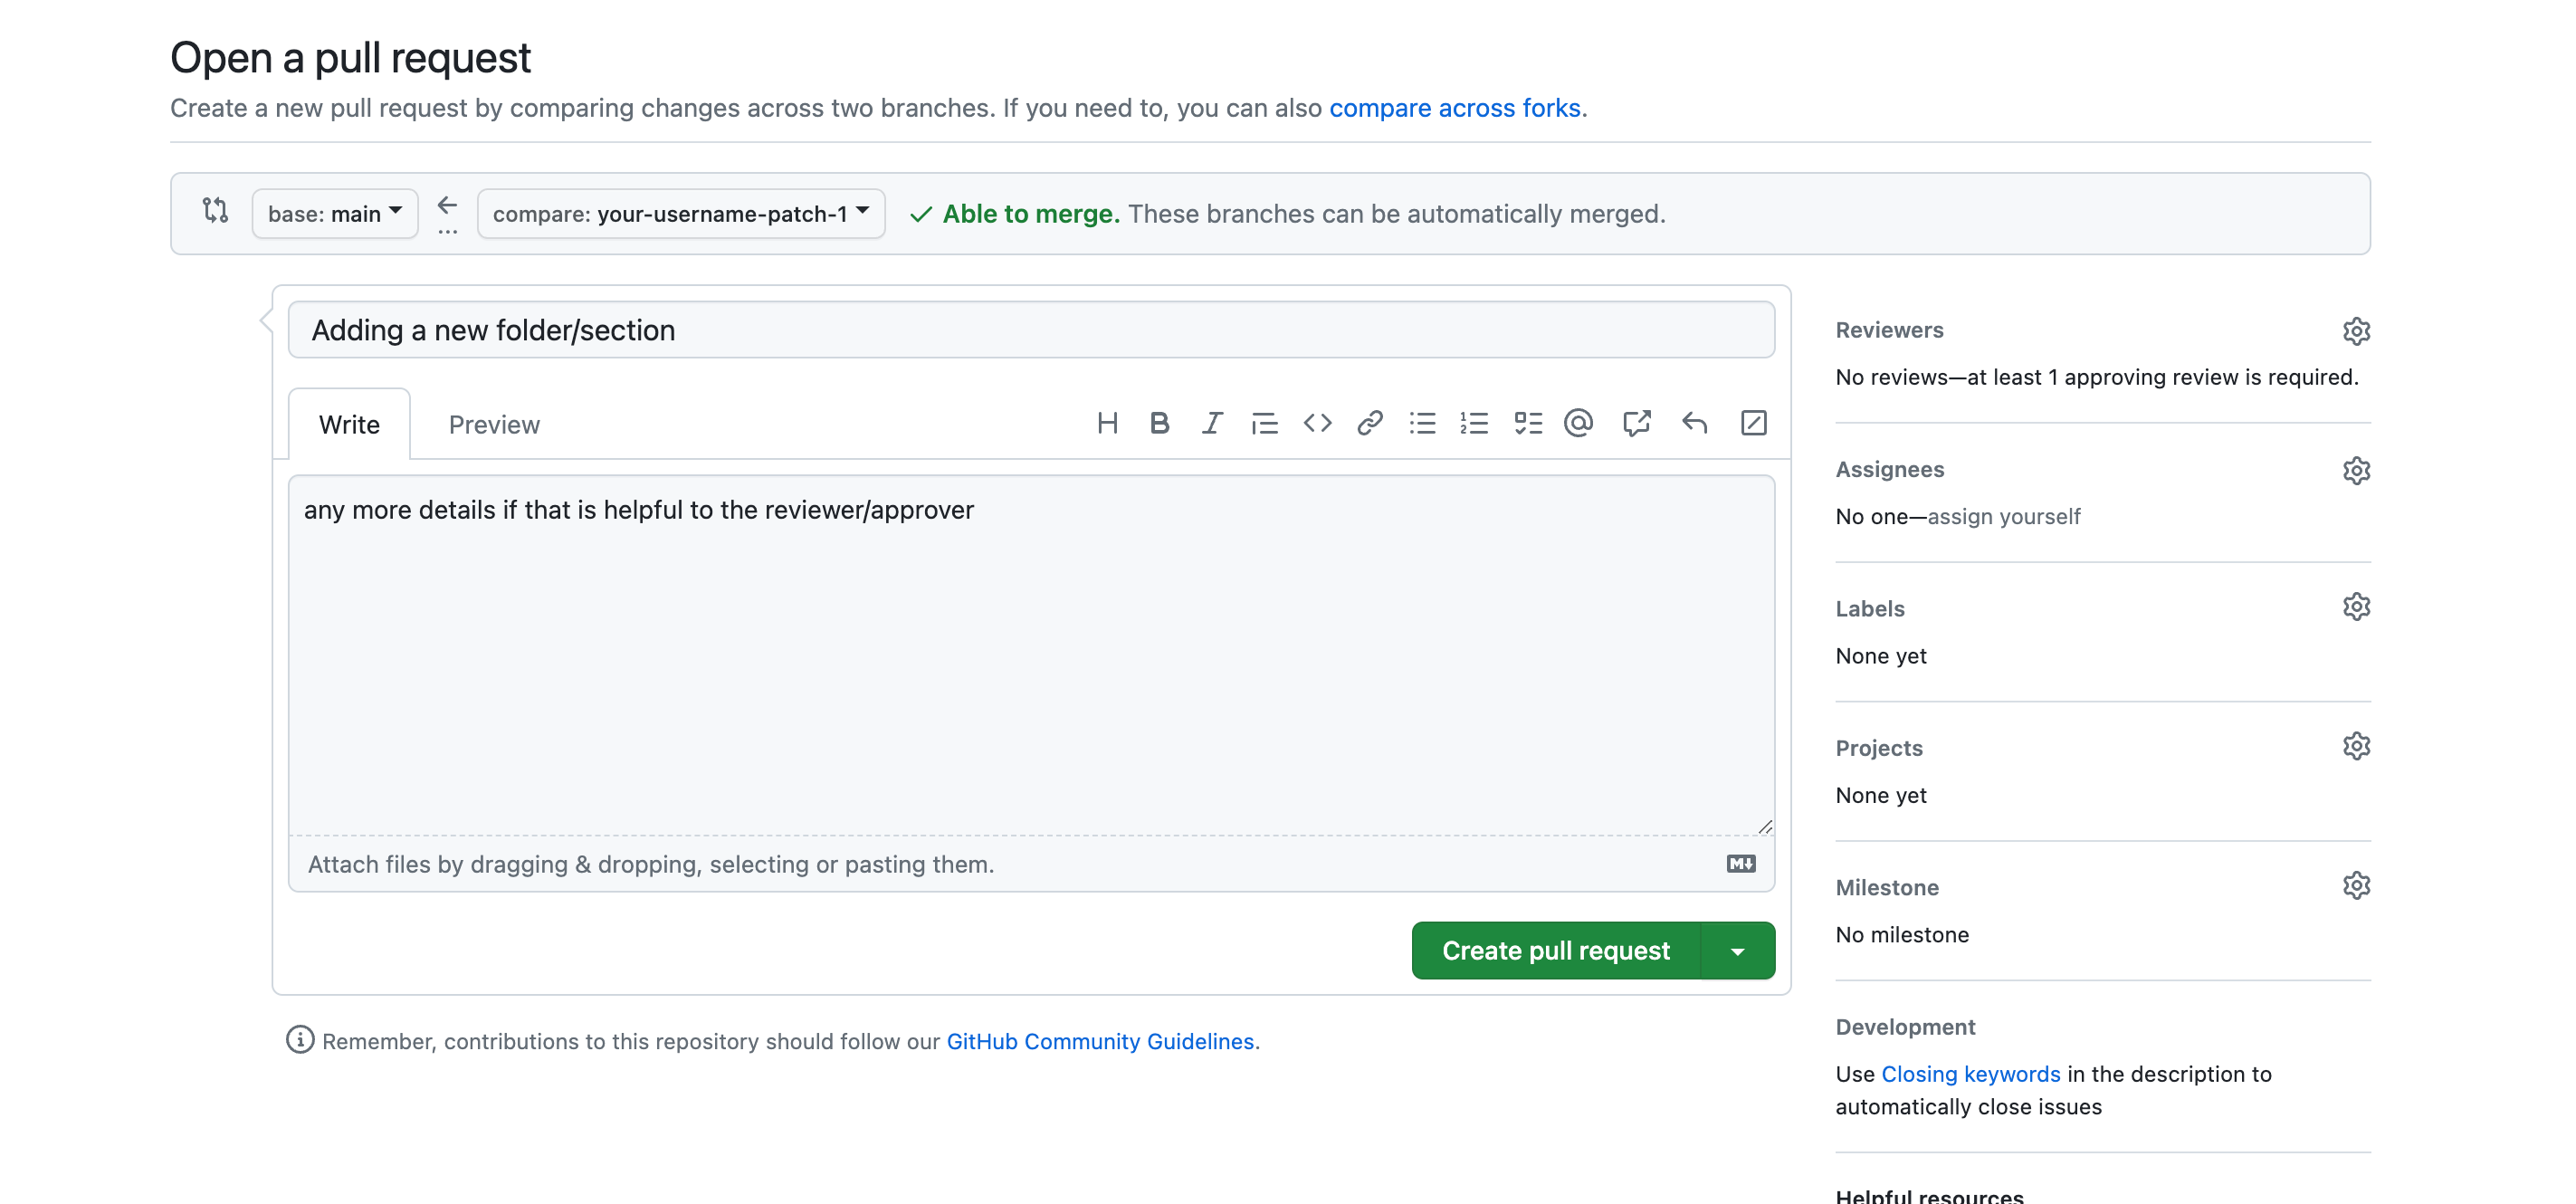 Open a pull request
Create a new pull request by comparing changes across two branches. If you need to, you can also compare across forks.
base: main
compare: your-username-patch-1
Able to merge. These branches can be automatically merged.
Adding a new folder/section
Write
Preview
any more details if that is helpful to the reviewer/approver
Attach files by dragging & dropping, selecting or pasting them.
Create pull request
Remember, contributions to this repository should follow our GitHub Community Guidelines.
Reviewers
No reviews—at least 1 approving review is required.
Assignees
No one—assign yourself
Labels
None yet
Projects
None yet
Milestone
No milestone
Development
Use Closing keywords in the description to
automatically close issues
Helpful resources